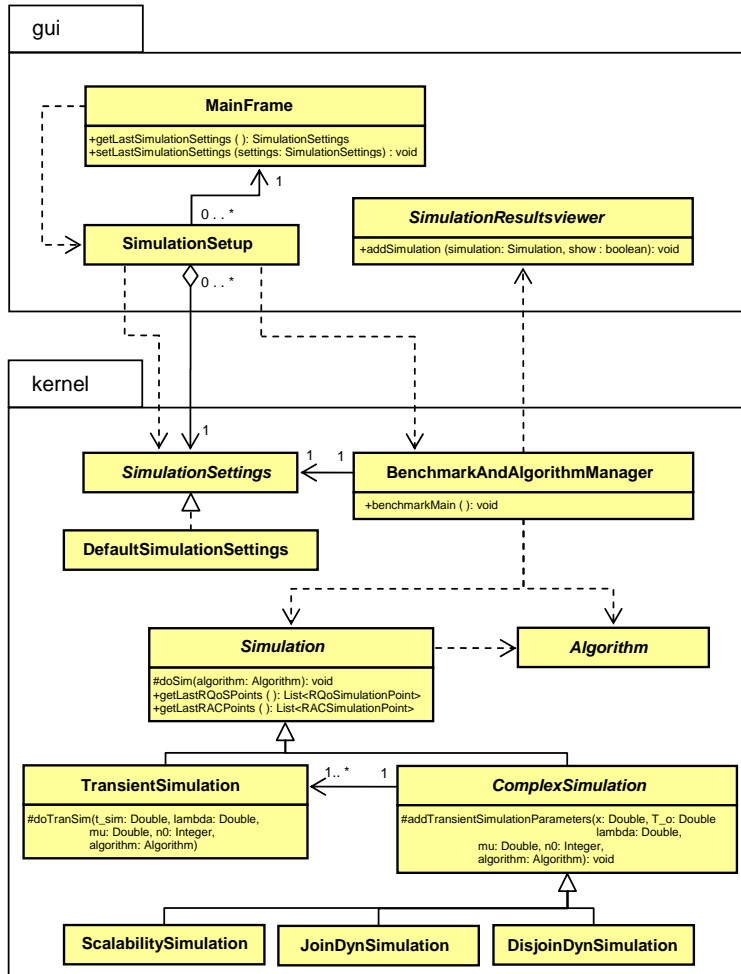 gui
MainFrame
+getLastSimulationSettings ( ): SimulationSettings
+setLastSimulationSettings (settings: SimulationSettings) : void
1
0 . . *
SimulationSetup
0 . . *
SimulationResultsviewer
+addSimulation (simulation: Simulation, show : boolean): void
kernel
1
SimulationSettings
1
1
BenchmarkAndAlgorithmManager
+benchmarkMain ( ): void
DefaultSimulationSettings
Simulation
#doSim(algorithm: Algorithm): void
+getLastRQoSPoints ( ): List<RQoSimulationPoint>
+getLastRACPoints ( ): List<RACSimulationPoint>
Algorithm
TransientSimulation
#doTranSim(t_sim: Double, lambda: Double,
mu: Double, n0: Integer,
algorithm: Algorithm)
1.. *
1
ComplexSimulation
#addTransientSimulationParameters(x: Double, T_o: Double
lambda: Double,
mu: Double, n0: Integer,
algorithm: Algorithm): void
ScalabilitySimulation
JoinDynSimulation
DisjoinDynSimulation